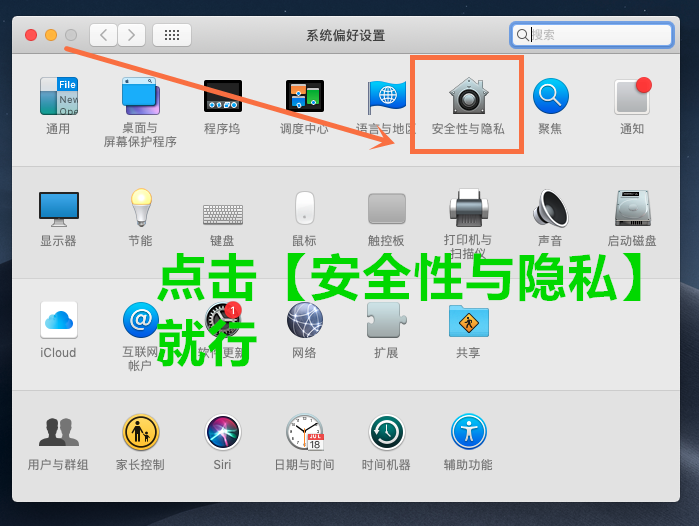 系统偏好设置
搜索
File
New
Ope
通用
桌面与
屏幕保护程序
程序坞
调度中心
语言与地区
安全性与隐私
聚焦
通知
显示器
节能
键盘
鼠标
触控板
打印机与
扫描仪
声音
启动磁盘
点击【安全性与隐私】
就行
iCloud
@
互联网
帐户
1
软件更新
网络
扩展
共享
用户与群组
家长控制
Siri
JUL
18
日期与时间
时间机器
辅助功能